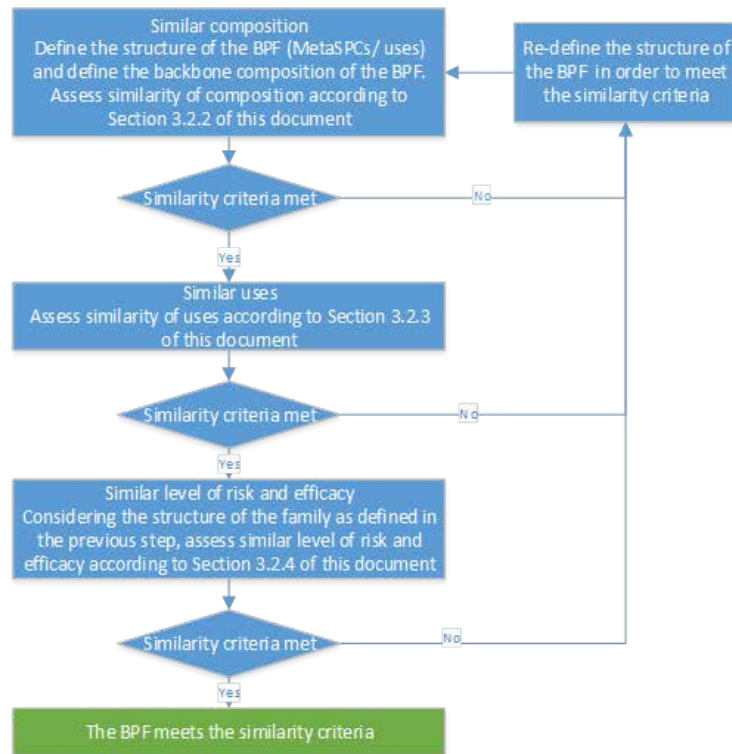 Similar composition
Define the structure of the BPF (MetaSPCs/ uses)
and define the backbone composition of the BPF.
Assess similarity of composition according to
Section 3.2.2 of this document
Re-define the structure of
the BPF in order to meet
the similarity criteria
Similarity criteria met
No
Yes
Similar uses
Assess similarity of uses according to Section 3.2.3
of this document
Similarity criteria met
No
Yes
Similar level of risk and efficacy
Considering the structure of the family as defined in
the previous step, assess similar level of risk and
efficacy according to Section 3.2.4 of this document
Similarity criteria met
No
Yes
The BPF meets the similarity criteria